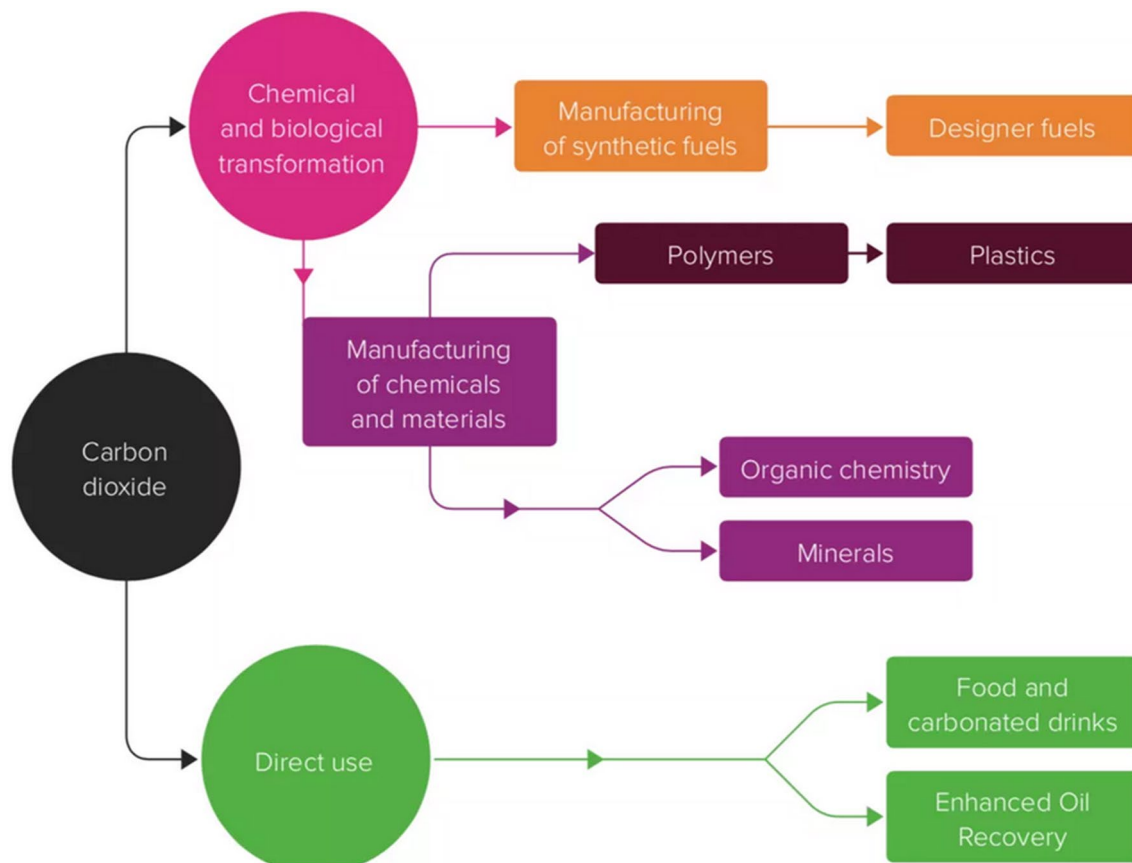 Chemical
and biological
transformation
Manufacturing
of synthetic fuels
Designer fuels
Polymers
Plastics
Manufacturing
of chemicals
and materials
Carbon
dioxide
Organic chemistry
Minerals
Direct use
Food and
carbonated drinks
Enhanced Oil
Recovery